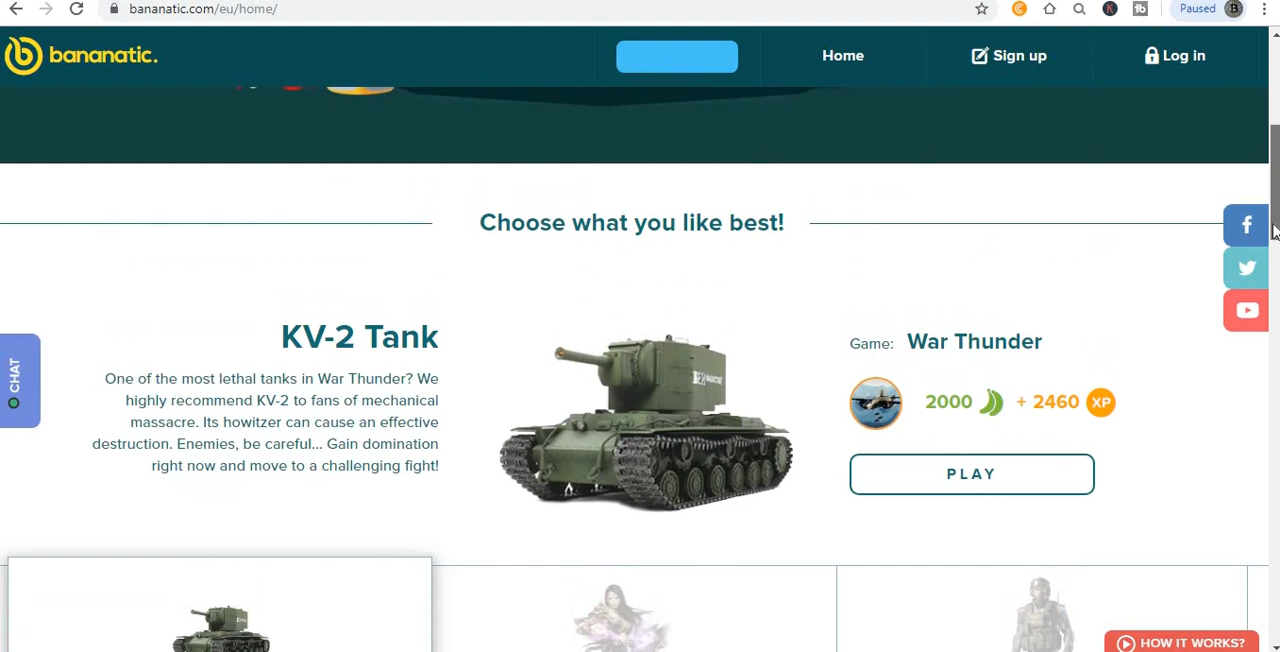 bananatic.com/eu/home/
Paused
bananatic.
Home
Sign up
Log in
Choose what you like best!
KV-2 Tank
One of the most lethal tanks in War Thunder? We
highly recommend KV-2 to fans of mechanical
massacre. Its howitzer can cause an effective
destruction. Enemies, be careful... Gain domination
right now and move to a challenging fight!
Game: War Thunder
2000 + 2460 XP
PLAY
CHAT
HOW IT WORKS?